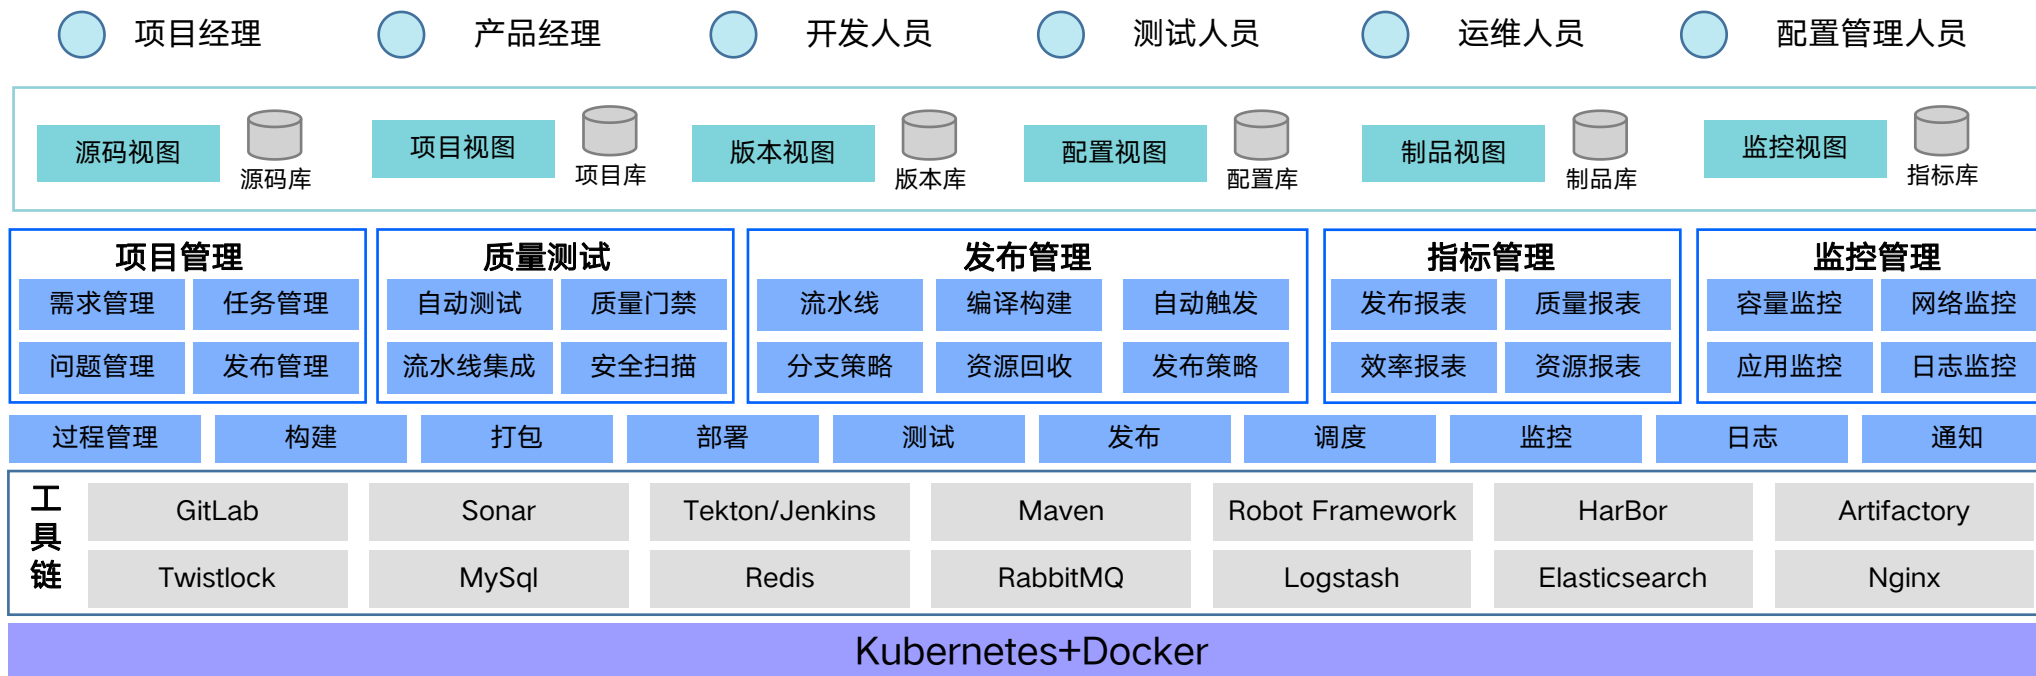 项目经理 产品经理 开发人员 测试人员 运维人员 配置管理人员
源码视图 源码库 项目视图 项目库 版本视图 版本库 配置视图 配置库 制品视图 制品库 监控视图 指标库
项目管理
需求管理 任务管理
问题管理 发布管理
质量测试
自动测试 质量门禁
流水线集成 安全扫描
发布管理
流水线 编译构建 自动触发
分支策略 资源回收 发布策略
指标管理
发布报表 质量报表
效率报表 资源报表
监控管理
容量监控 网络监控
应用监控 日志监控
过程管理 构建 打包 部署 测试 发布 调度 监控 日志 通知
工具链
GitLab Sonar Tekton/Jenkins Maven Robot Framework HarBor Artifactory
Twistlock MySql Redis RabbitMQ Logstash Elasticsearch Nginx
Kubernetes+Docker